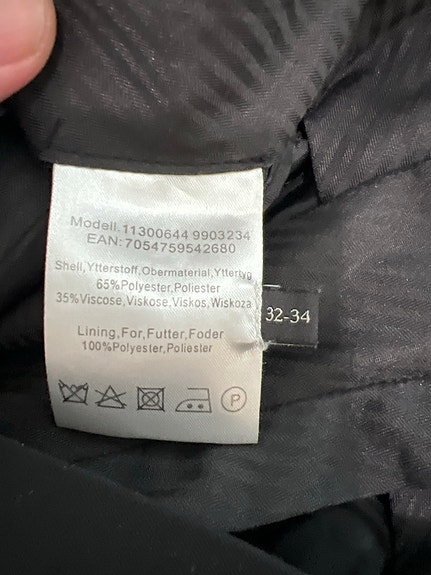 Modell.11300644 9903234
EAN:7054759542680
Shell,Ytterstoff,Obermaterial,Yttertyg
65%Polyester,Poliester
35%Viscose,Viskose,Viskos,Wiskoza
32-34
Lining,For,Futter,Foder
100%Polyester,Poliester
P